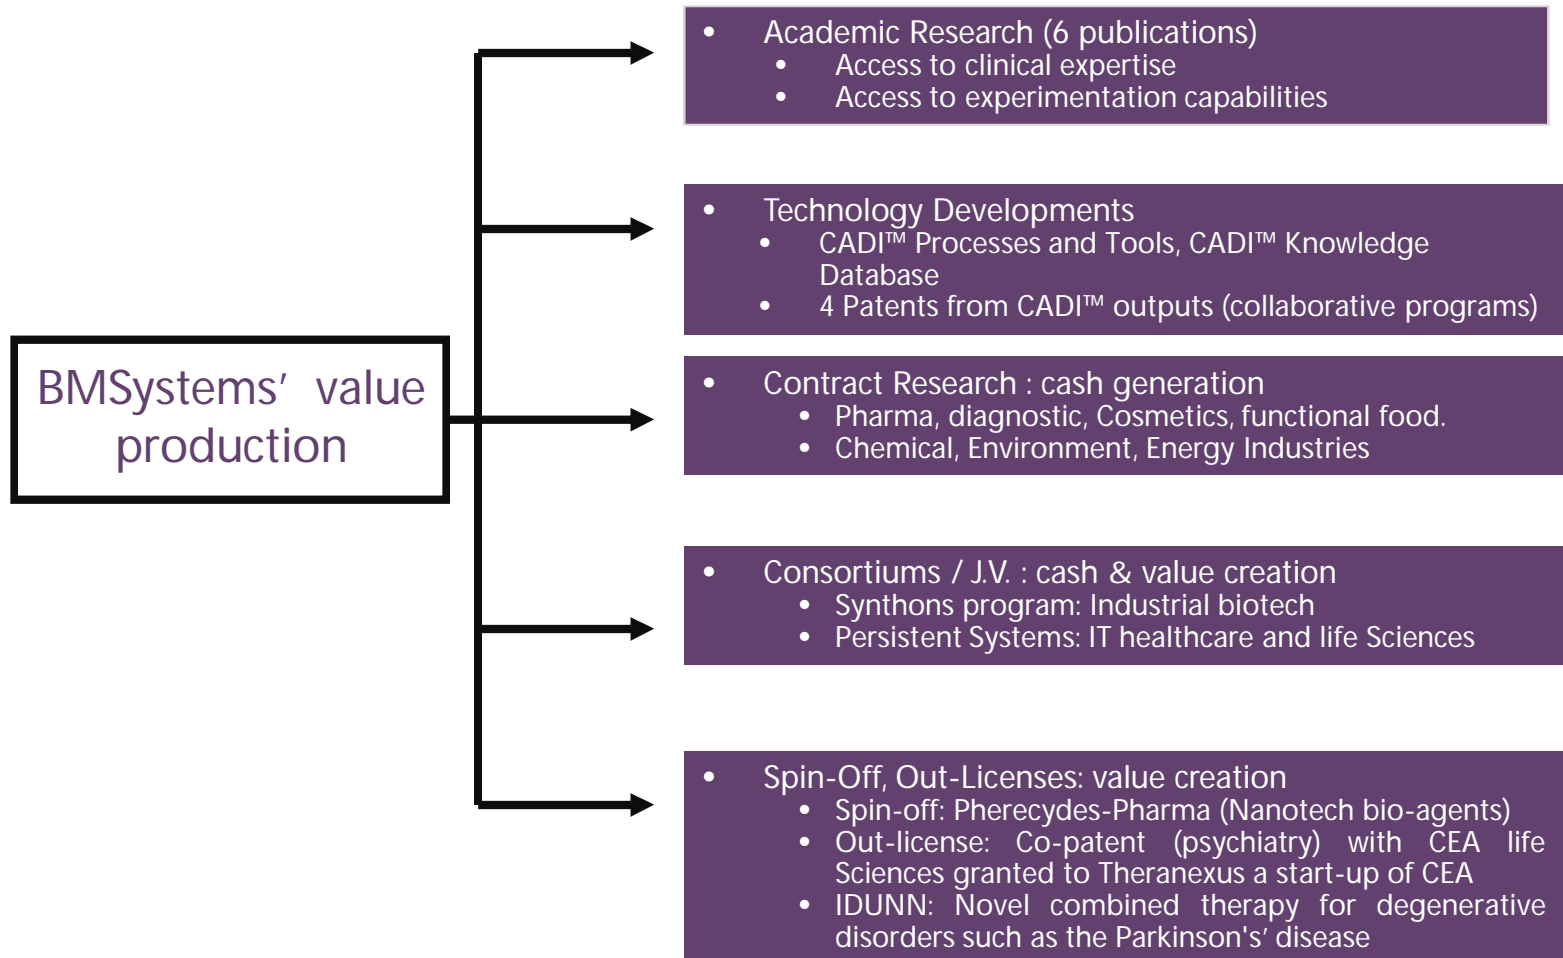 • Academic Research (6 publications)
• Access to clinical expertise
• Access to experimentation capabilities
• Technology Developments
• CADI™ Processes and Tools, CADI™ Knowledge
Database
• 4 Patents from CADI™ outputs (collaborative programs)
BMSystems’ value
production
• Contract Research : cash generation
• Pharma, diagnostic, Cosmetics, functional food.
• Chemical, Environment, Energy Industries
• Consortiums / J.V. : cash & value creation
• Synthons program: Industrial biotech
• Persistent Systems: IT healthcare and life Sciences
• Spin-Off, Out-Licenses: value creation
• Spin-off: Pherecydes-Pharma (Nanotech bio-agents)
• Out-license: Co-patent (psychiatry) with CEA life
Sciences granted to Theranexus a start-up of CEA
• IDUNN: Novel combined therapy for degenerative
disorders such as the Parkinson's’ disease